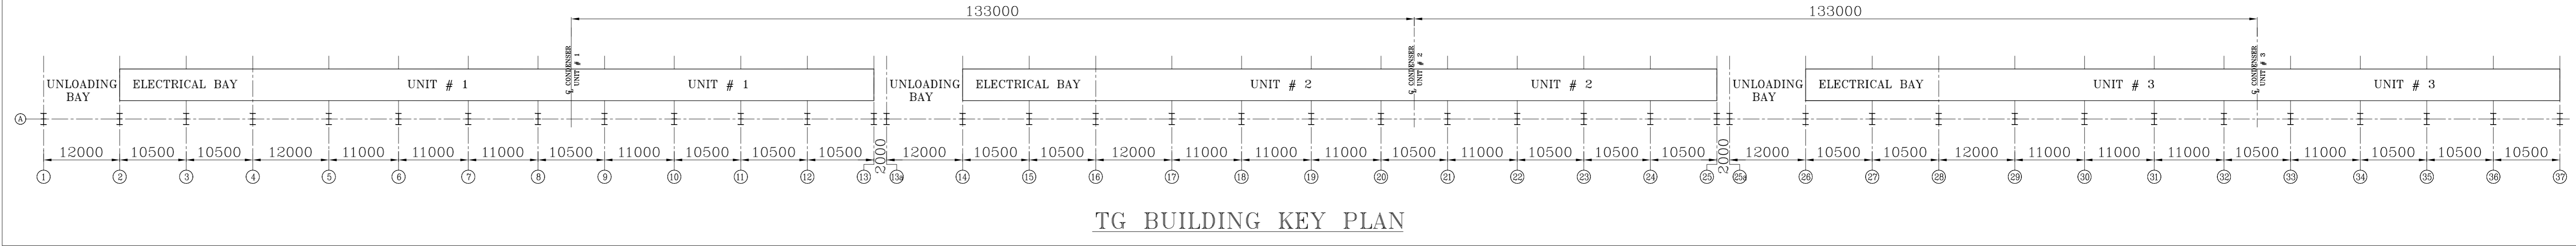 133000 133000
℄ CONDENSER
UNIT # 1
℄ CONDENSER
UNIT # 2
℄ CONDENSER
UNIT # 3
UNLOADING
BAY
ELECTRICAL BAY UNIT # 1 UNIT # 1
UNLOADING
BAY
ELECTRICAL BAY UNIT # 2 UNIT # 2
UNLOADING
BAY
ELECTRICAL BAY UNIT # 3 UNIT # 3
A
12000 10500 10500 12000 11000 11000 11000 10500 11000 10500 10500 10500 2000 12000 10500 10500 12000 11000 11000 11000 10500 11000 10500 10500 10500 2000 12000 10500 10500 12000 11000 11000 11000 10500 11000 10500 10500 10500
1 2 3 4 5 6 7 8 9 10 11 12 13 13a 14 15 16 17 18 19 20 21 22 23 24 25 25a 26 27 28 29 30 31 32 33 34 35 36 37
TG BUILDING KEY PLAN